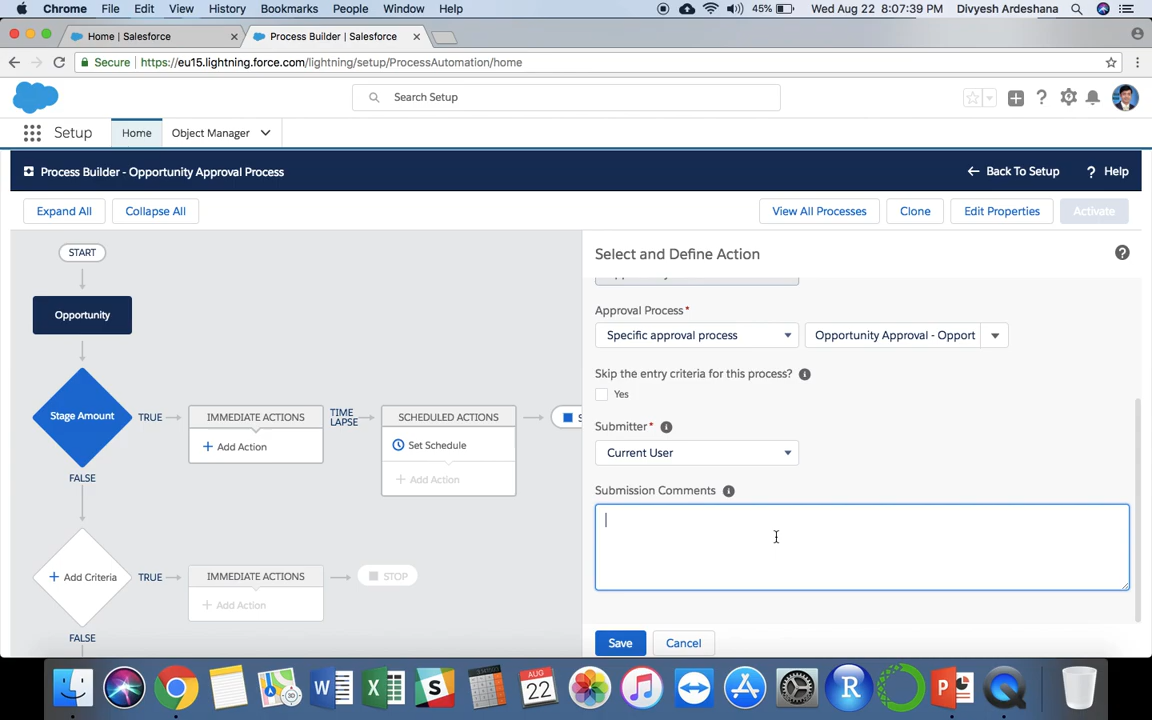 Chrome File Edit View History Bookmarks People Window Help 45% Wed Aug 22 8:07:39 PM Divyesh Ardeshana
Home | Salesforce × Process Builder | Salesforce ×
Secure https://eu15.lightning.force.com/lightning/setup/ProcessAutomation/home
Search Setup
Setup Home Object Manager
Process Builder - Opportunity Approval Process Back To Setup ? Help
Expand All Collapse All View All Processes Clone Edit Properties Activate
START
Opportunity
Stage Amount
TRUE
IMMEDIATE ACTIONS
+ Add Action
TIME
LAPSE
SCHEDULED ACTIONS
Set Schedule
+ Add Action
S
FALSE
+ Add Criteria
TRUE
IMMEDIATE ACTIONS
+ Add Action
STOP
FALSE
Select and Define Action
Approval Process*
Specific approval process Opportunity Approval - Opport
Skip the entry criteria for this process?
Yes
Submitter*
Current User
Submission Comments
Save Cancel
AUG
22